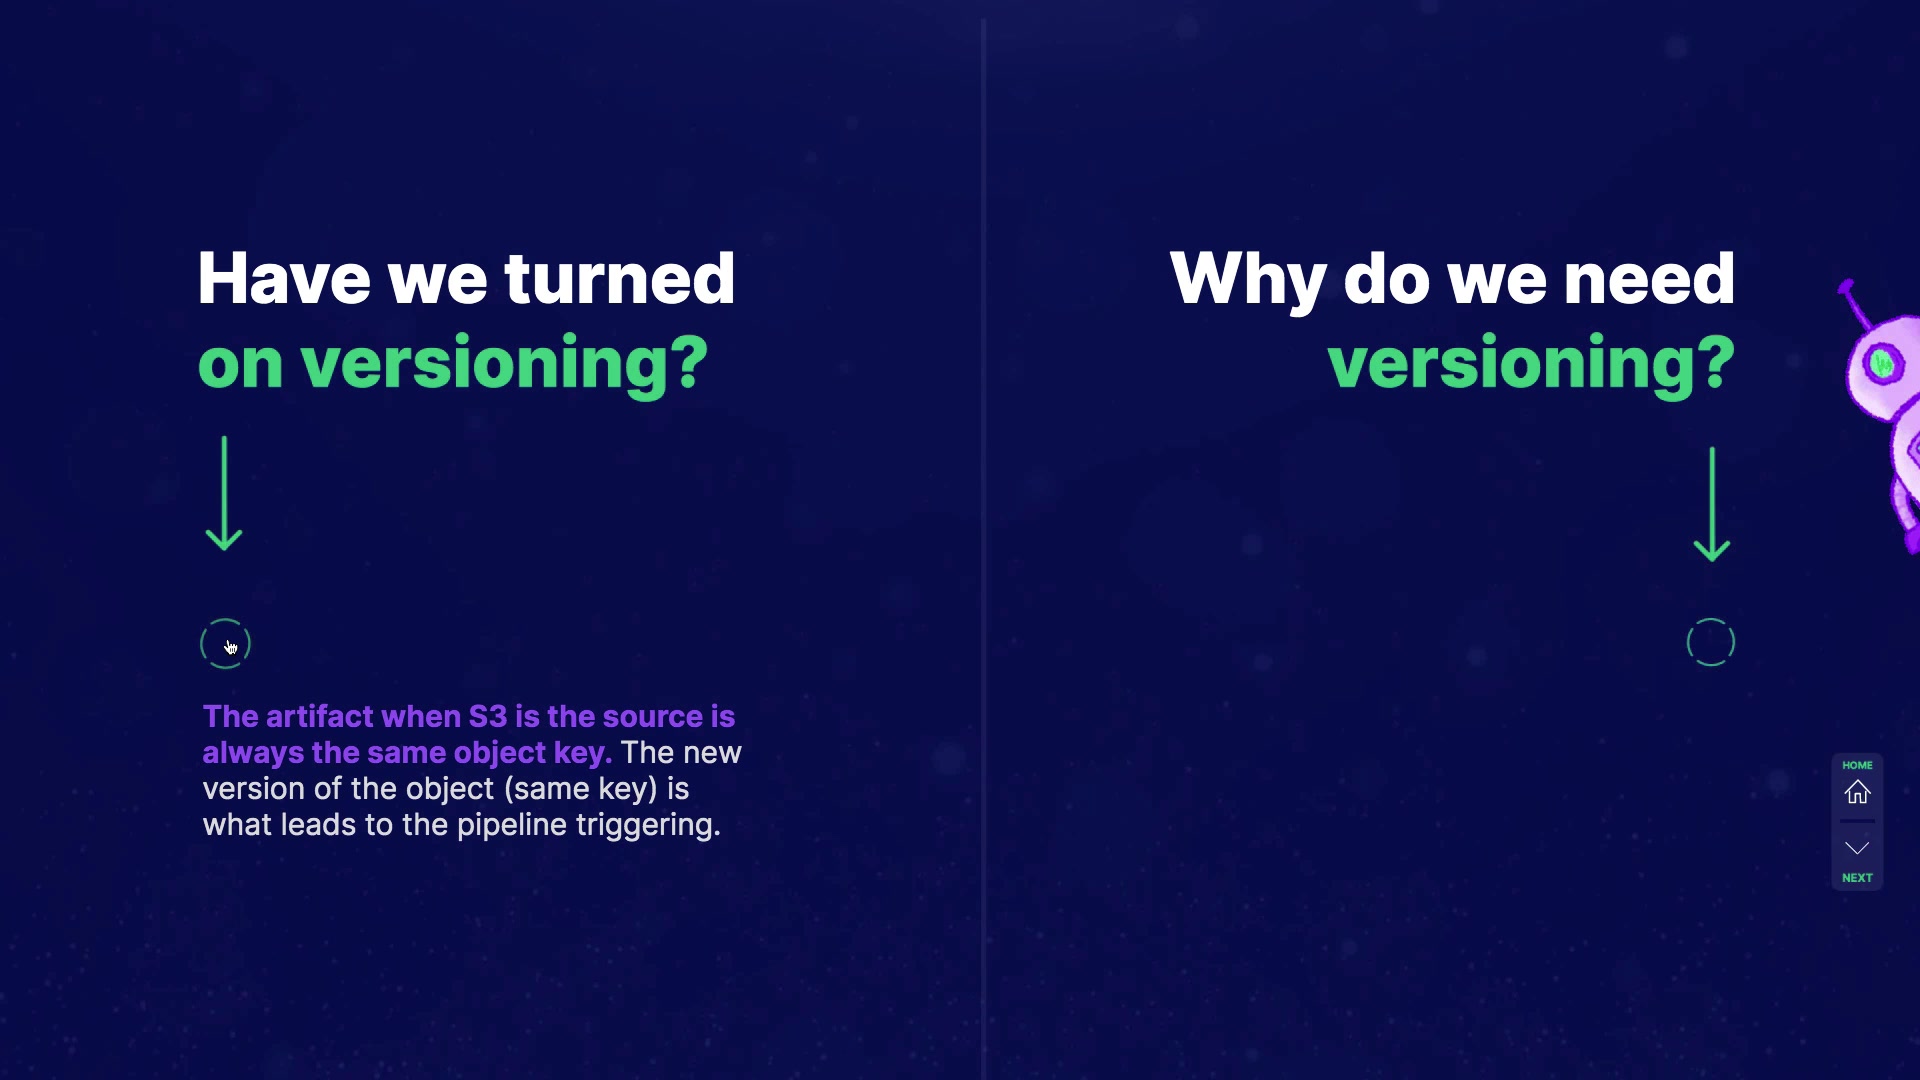 Have we turned
on versioning?
The artifact when S3 is the source is
always the same object key. The new
version of the object (same key) is
what leads to the pipeline triggering.
Why do we need
versioning?
HOME
NEXT